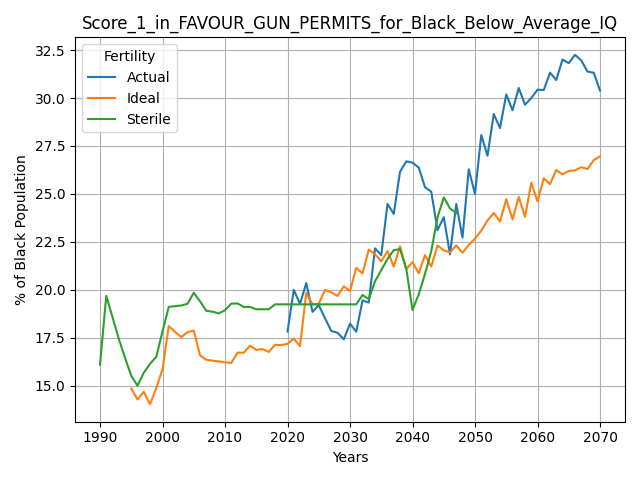 Score_1_in_FAVOUR_GUN_PERMITS_for_Black_Below_Average_IQ
Fertility
Actual
Ideal
Sterile
% of Black Population
32.5
30.0
27.5
25.0
22.5
20.0
17.5
15.0
1990 2000 2010 2020 2030 2040 2050 2060 2070
Years